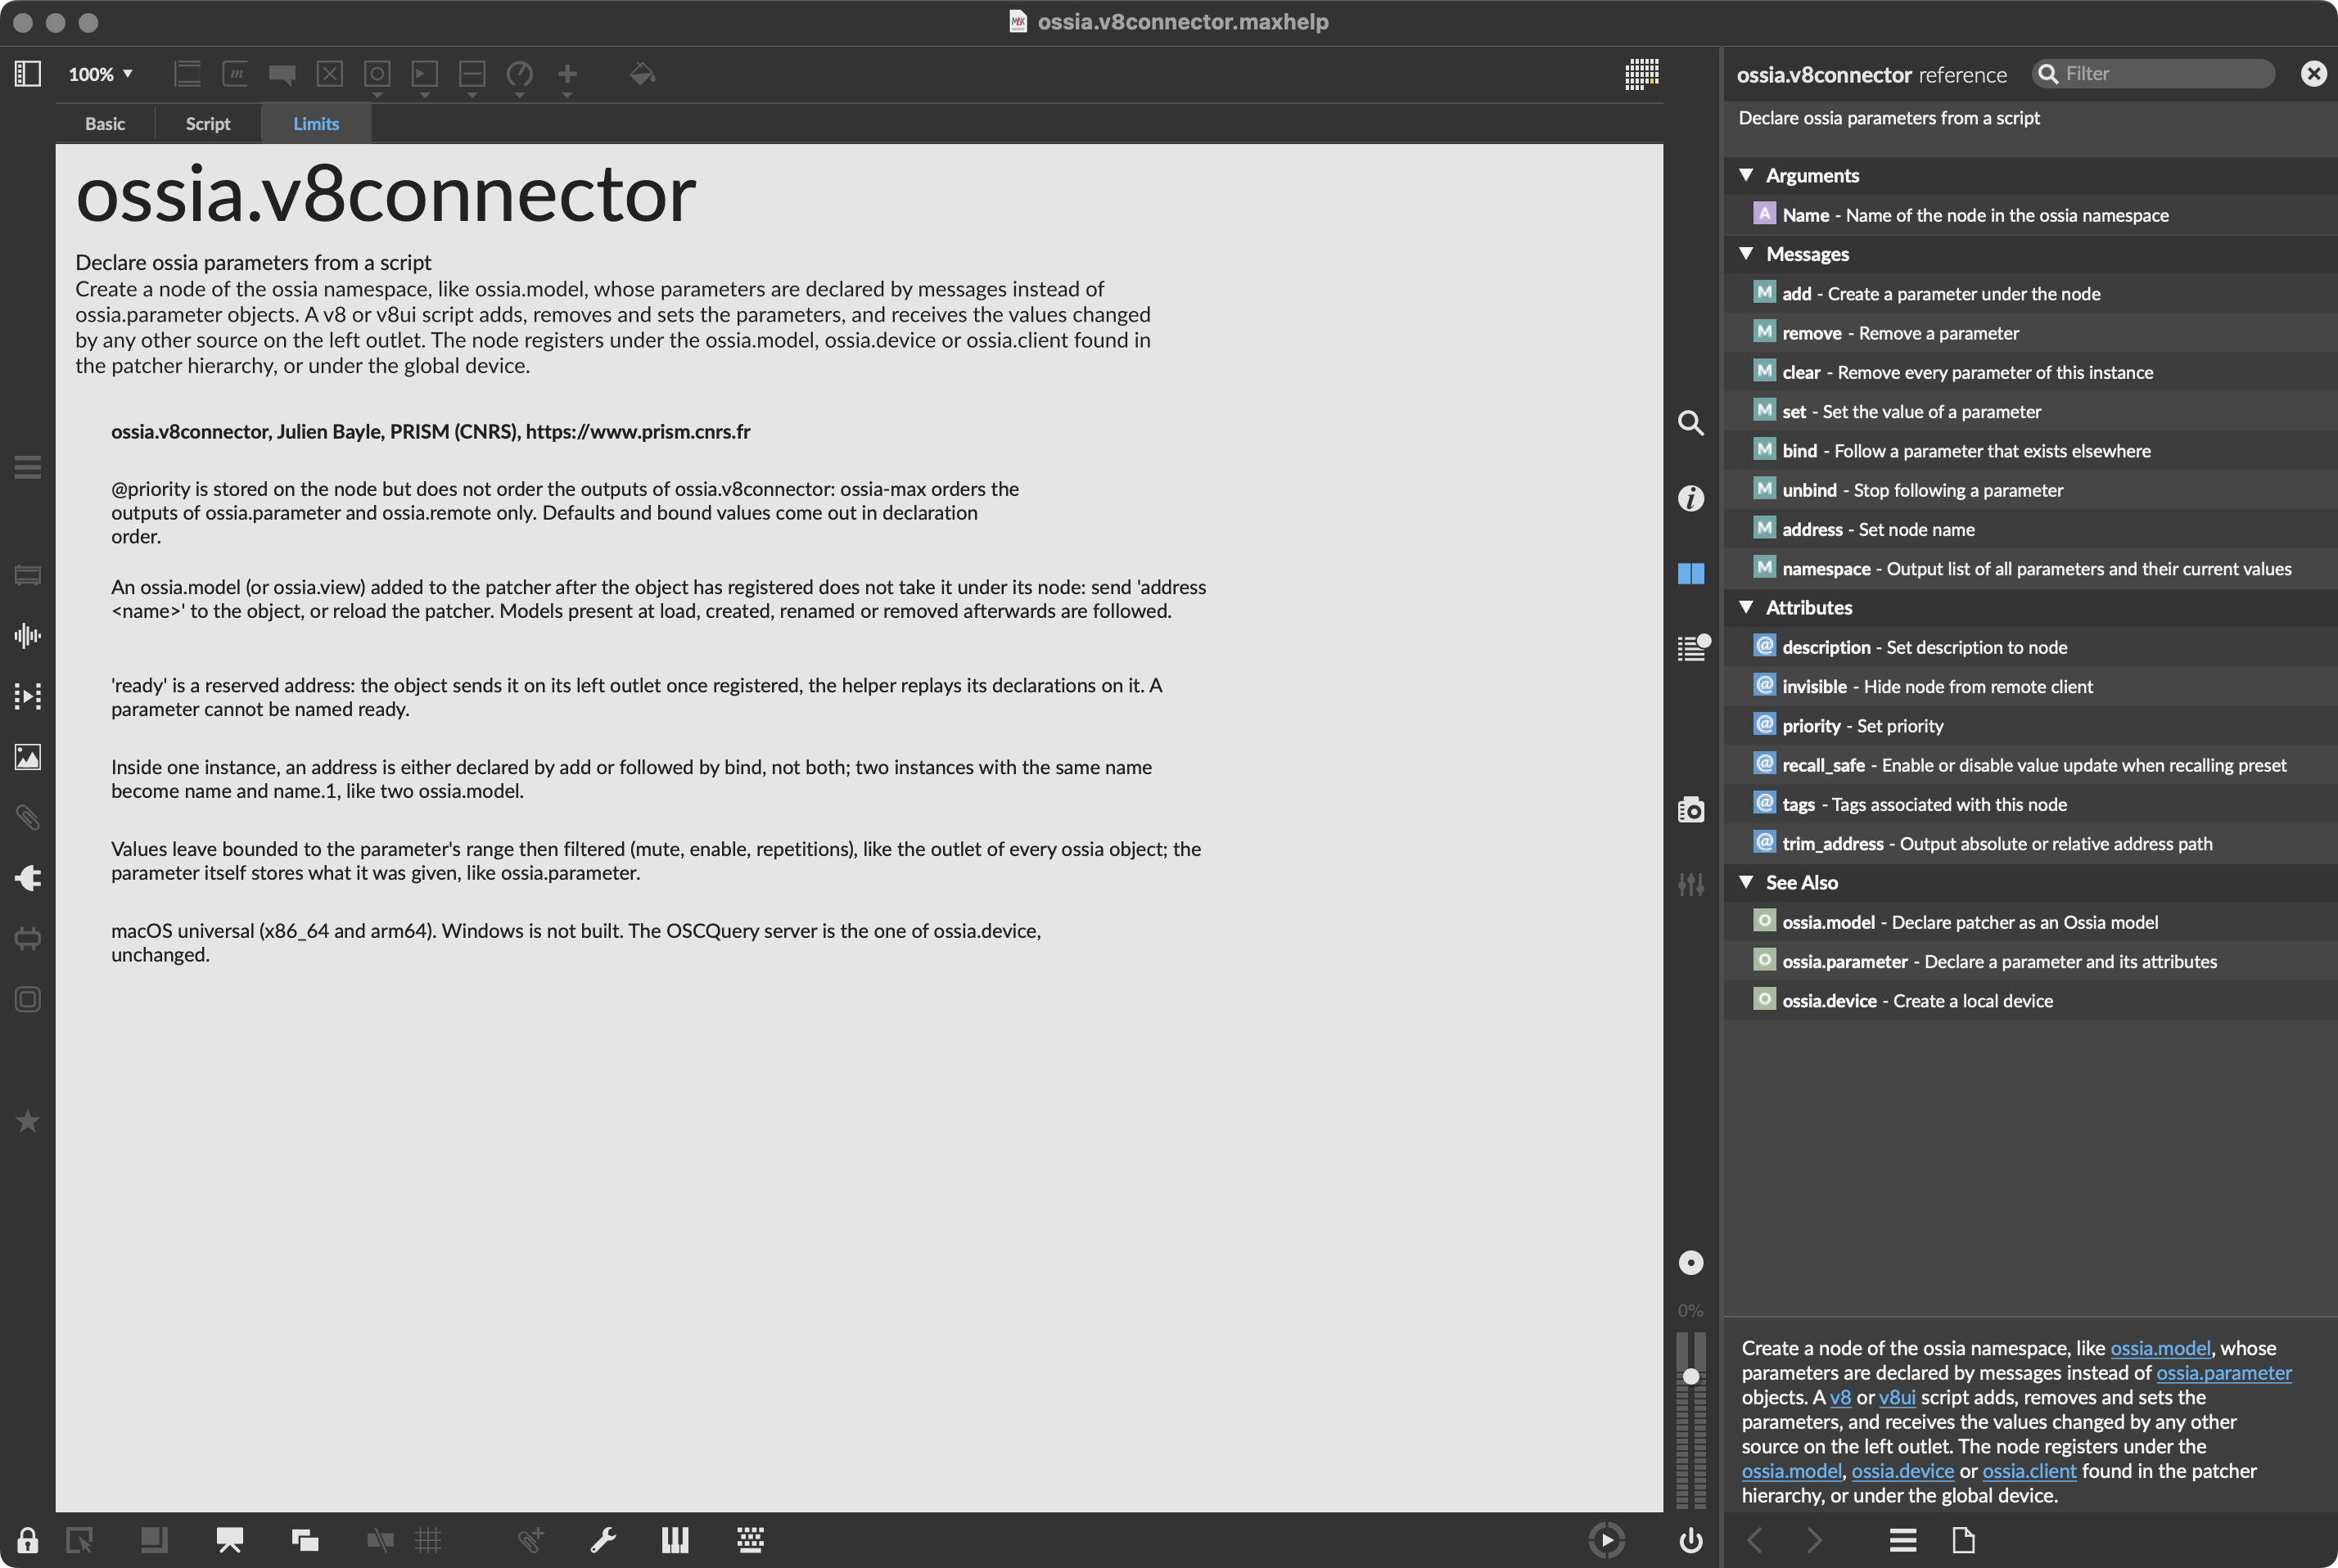 ossia.v8connector.maxhelp
100%
Basic
Script
Limits
ossia.v8connector
Declare ossia parameters from a script
Create a node of the ossia namespace, like ossia.model, whose parameters are declared by messages instead of
ossia.parameter objects. A v8 or v8ui script adds, removes and sets the parameters, and receives the values changed
by any other source on the left outlet. The node registers under the ossia.model, ossia.device or ossia.client found in
the patcher hierarchy, or under the global device.
ossia.v8connector, Julien Bayle, PRISM (CNRS), https://www.prism.cnrs.fr
@priority is stored on the node but does not order the outputs of ossia.v8connector: ossia-max orders the
outputs of ossia.parameter and ossia.remote only. Defaults and bound values come out in declaration
order.
An ossia.model (or ossia.view) added to the patcher after the object has registered does not take it under its node: send 'address
<name>' to the object, or reload the patcher. Models present at load, created, renamed or removed afterwards are followed.
'ready' is a reserved address: the object sends it on its left outlet once registered, the helper replays its declarations on it. A
parameter cannot be named ready.
Inside one instance, an address is either declared by add or followed by bind, not both; two instances with the same name
become name and name.1, like two ossia.model.
Values leave bounded to the parameter's range then filtered (mute, enable, repetitions), like the outlet of every ossia object; the
parameter itself stores what it was given, like ossia.parameter.
macOS universal (x86_64 and arm64). Windows is not built. The OSCQuery server is the one of ossia.device,
unchanged.
0%
ossia.v8connector reference
Filter
Declare ossia parameters from a script
Arguments
A Name - Name of the node in the ossia namespace
Messages
M add - Create a parameter under the node
M remove - Remove a parameter
M clear - Remove every parameter of this instance
M set - Set the value of a parameter
M bind - Follow a parameter that exists elsewhere
M unbind - Stop following a parameter
M address - Set node name
M namespace - Output list of all parameters and their current values
Attributes
@ description - Set description to node
@ invisible - Hide node from remote client
@ priority - Set priority
@ recall_safe - Enable or disable value update when recalling preset
@ tags - Tags associated with this node
@ trim_address - Output absolute or relative address path
See Also
O ossia.model - Declare patcher as an Ossia model
O ossia.parameter - Declare a parameter and its attributes
O ossia.device - Create a local device
Create a node of the ossia namespace, like ossia.model, whose
parameters are declared by messages instead of ossia.parameter
objects. A v8 or v8ui script adds, removes and sets the
parameters, and receives the values changed by any other
source on the left outlet. The node registers under the
ossia.model, ossia.device or ossia.client found in the patcher
hierarchy, or under the global device.